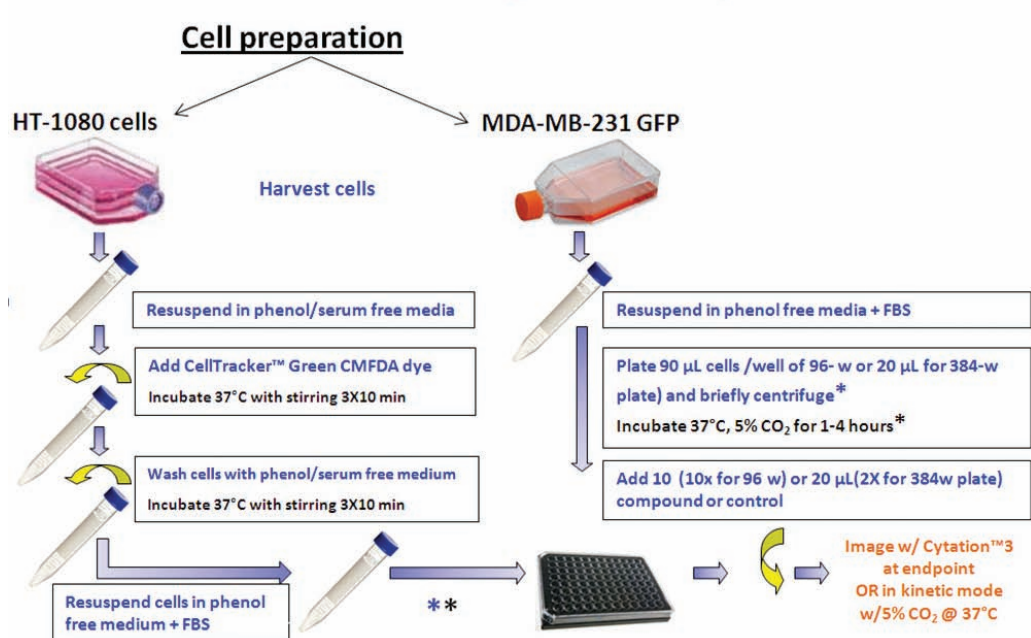 Cell preparation
HT-1080 cells
MDA-MB-231 GFP
Harvest cells
Resuspend in phenol/serum free media
Add CellTracker™ Green CMFDA dye
Incubate 37°C with stirring 3X10 min
Wash cells with phenol/serum free medium
Incubate 37°C with stirring 3X10 min
Resuspend cells in phenol
free medium + FBS
Resuspend in phenol free media + FBS
Plate 90 µL cells /well of 96- w or 20 µL for 384-w
plate) and briefly centrifuge*
Incubate 37°C, 5% CO₂ for 1-4 hours*
Add 10 (10x for 96 w) or 20 µL(2X for 384w plate)
compound or control
**
Image w/ Cytation™3
at endpoint
OR in kinetic mode
w/5% CO₂ @ 37°C